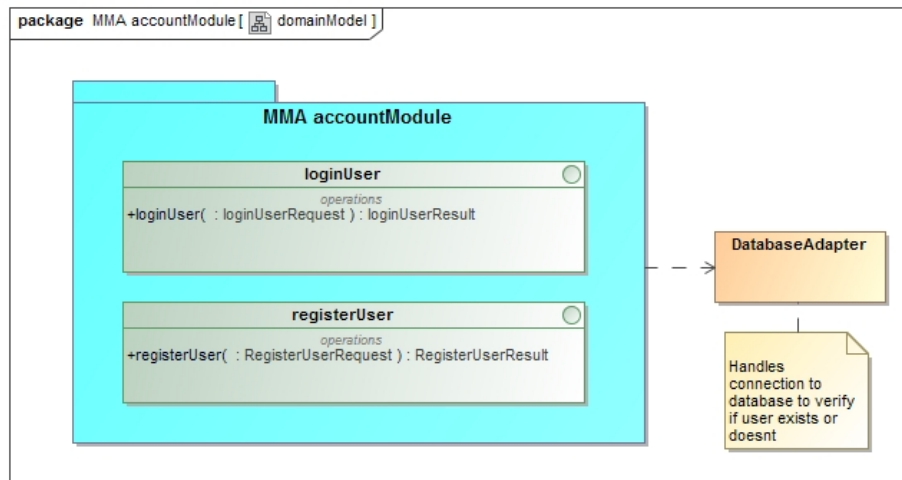 package MMA accountModule [ domainModel ]
MMA accountModule
loginUser
operations
+loginUser( : loginUserRequest ) : loginUserResult
registerUser
operations
+registerUser( : RegisterUserRequest ) : RegisterUserResult
DatabaseAdapter
Handles
connection to
database to verify
if user exists or
doesnt